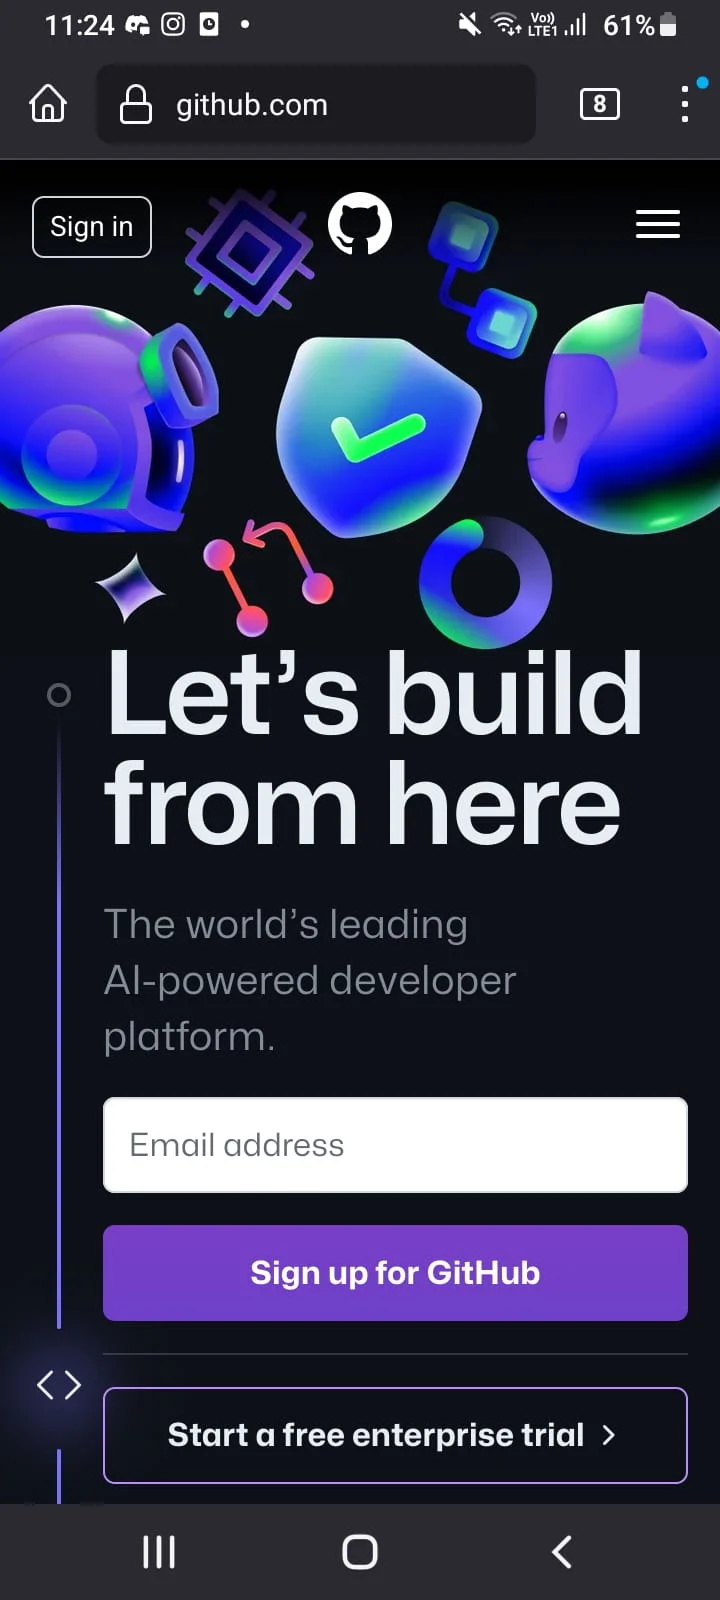 11:24 Vo)) LTE1 61%
github.com 8
Sign in
Let’s build
from here
The world’s leading
AI-powered developer
platform.
Email address
Sign up for GitHub
Start a free enterprise trial